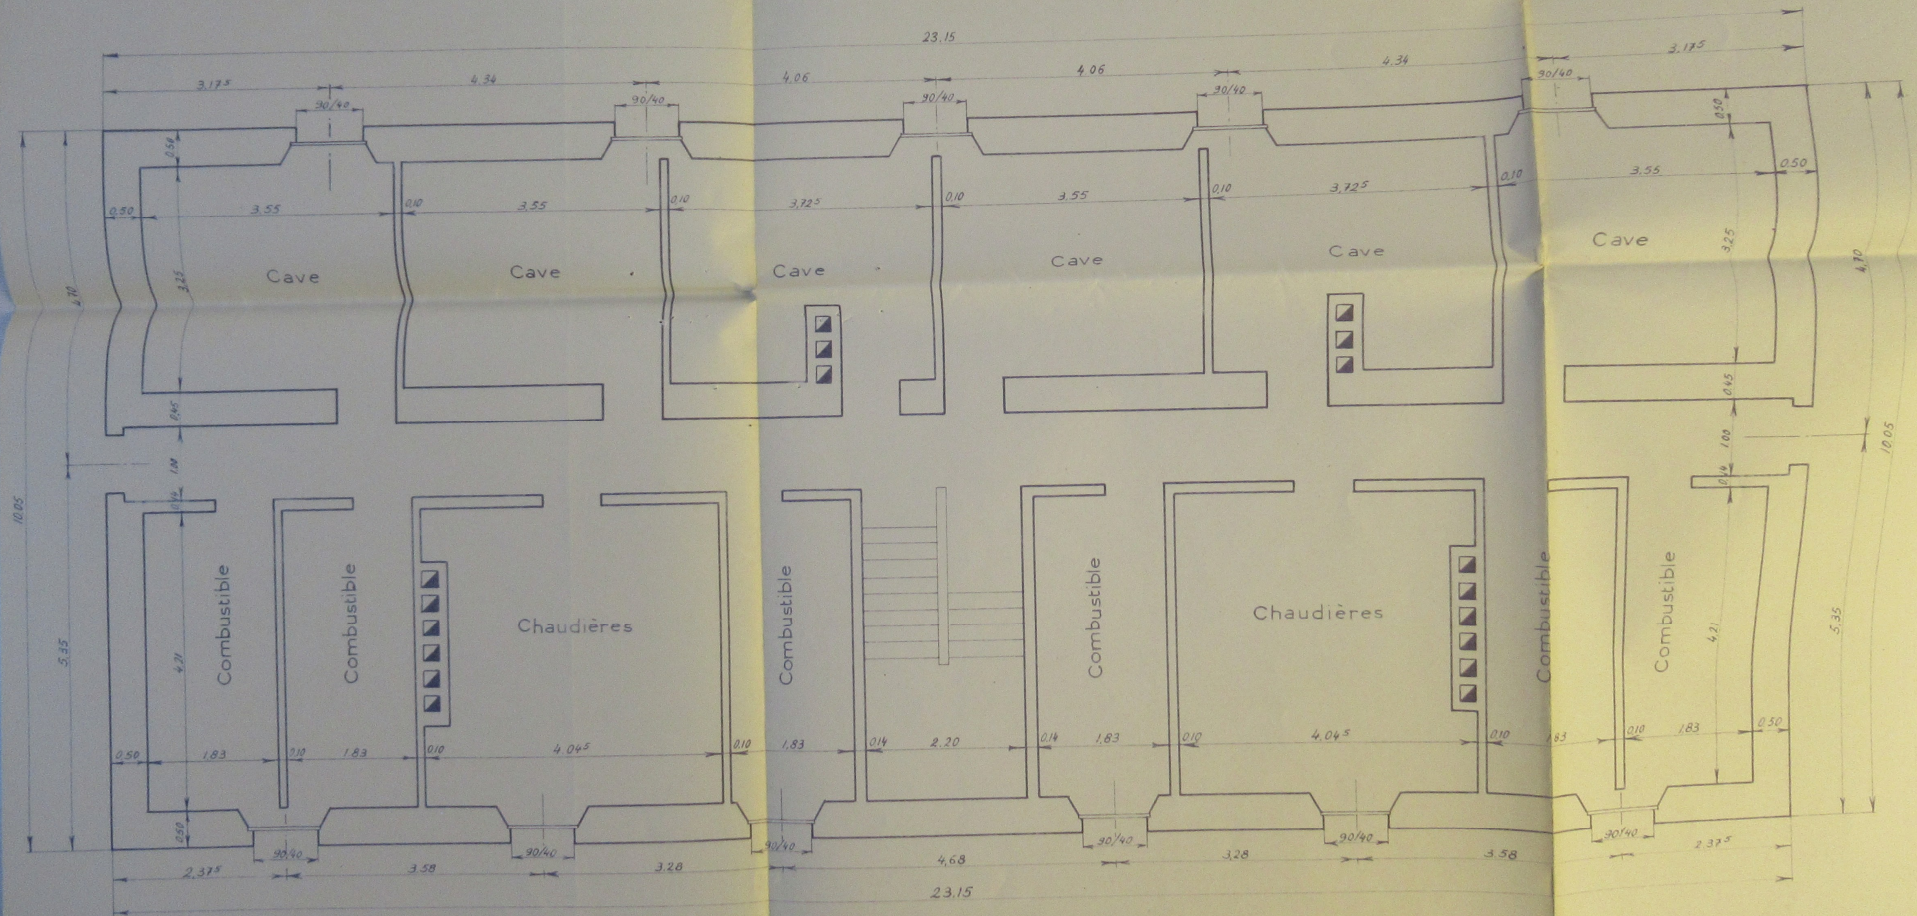 23,15
3,17⁵ 4.34 4.06 4.06 4.34 3.17⁵
90/40 90/40 90/40 90/40 90/40
0.50 0.50
0,50 3,55 0,10 3.55 0,10 3,72⁵ 0,10 3.55 0,10 3,72⁵ 0,10 3.55 0,50
Cave Cave Cave Cave Cave Cave
4,70 3,25 3,25 4,70
0,45 0,45
1.00 1.00
0,14 0,14
10.05 10.05
Combustible Combustible Chaudières Combustible Combustible Chaudières Combustible Combustible
5,35 4,21 4,21 5,35
0,50 1,83 0,10 1,83 0,10 4.04⁵ 0,10 1,83 0,14 2.20 0,14 1,83 0,10 4.04⁵ 0,10 1,83 0,10 1,83 0,50
0,50
90/40 90/40 90/40 90/40 90/40 90/40
2,37⁵ 3.58 3.28 4,68 3,28 3.58 2,37⁵
23.15